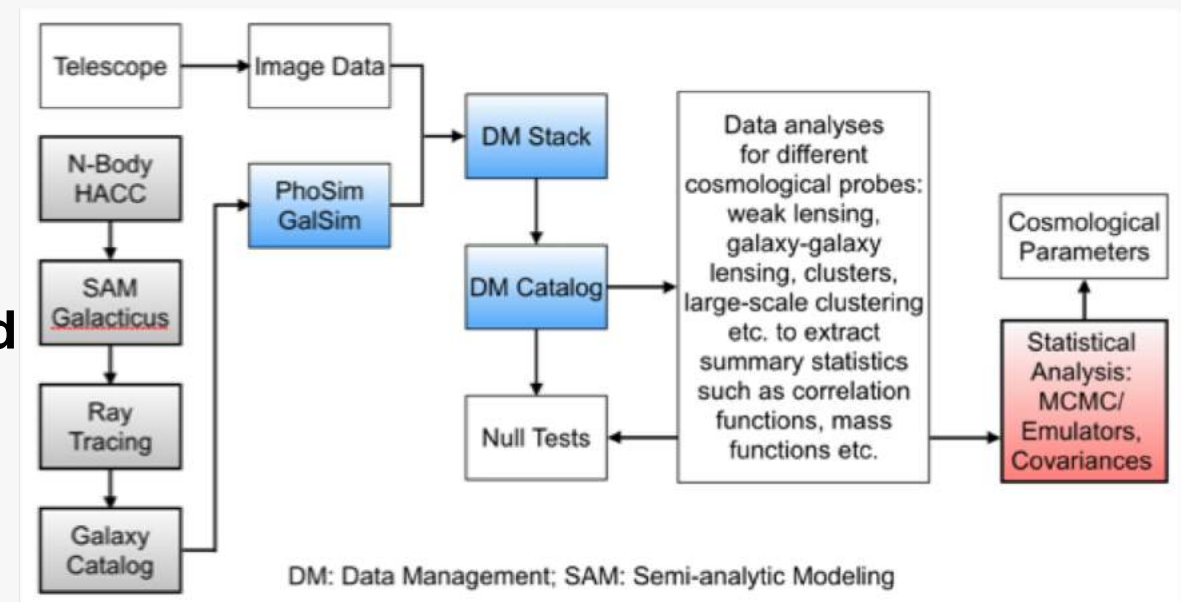 Telescope
Image Data
N-Body
HACC
SAM
Galacticus
Ray
Tracing
Galaxy
Catalog
PhoSim
GalSim
DM Stack
DM Catalog
Null Tests
Data analyses
for different
cosmological probes:
weak lensing,
galaxy-galaxy
lensing, clusters,
large-scale clustering
etc. to extract
summary statistics
such as correlation
functions, mass
functions etc.
Cosmological
Parameters
Statistical
Analysis:
MCMC/
Emulators,
Covariances
d
DM: Data Management; SAM: Semi-analytic Modeling